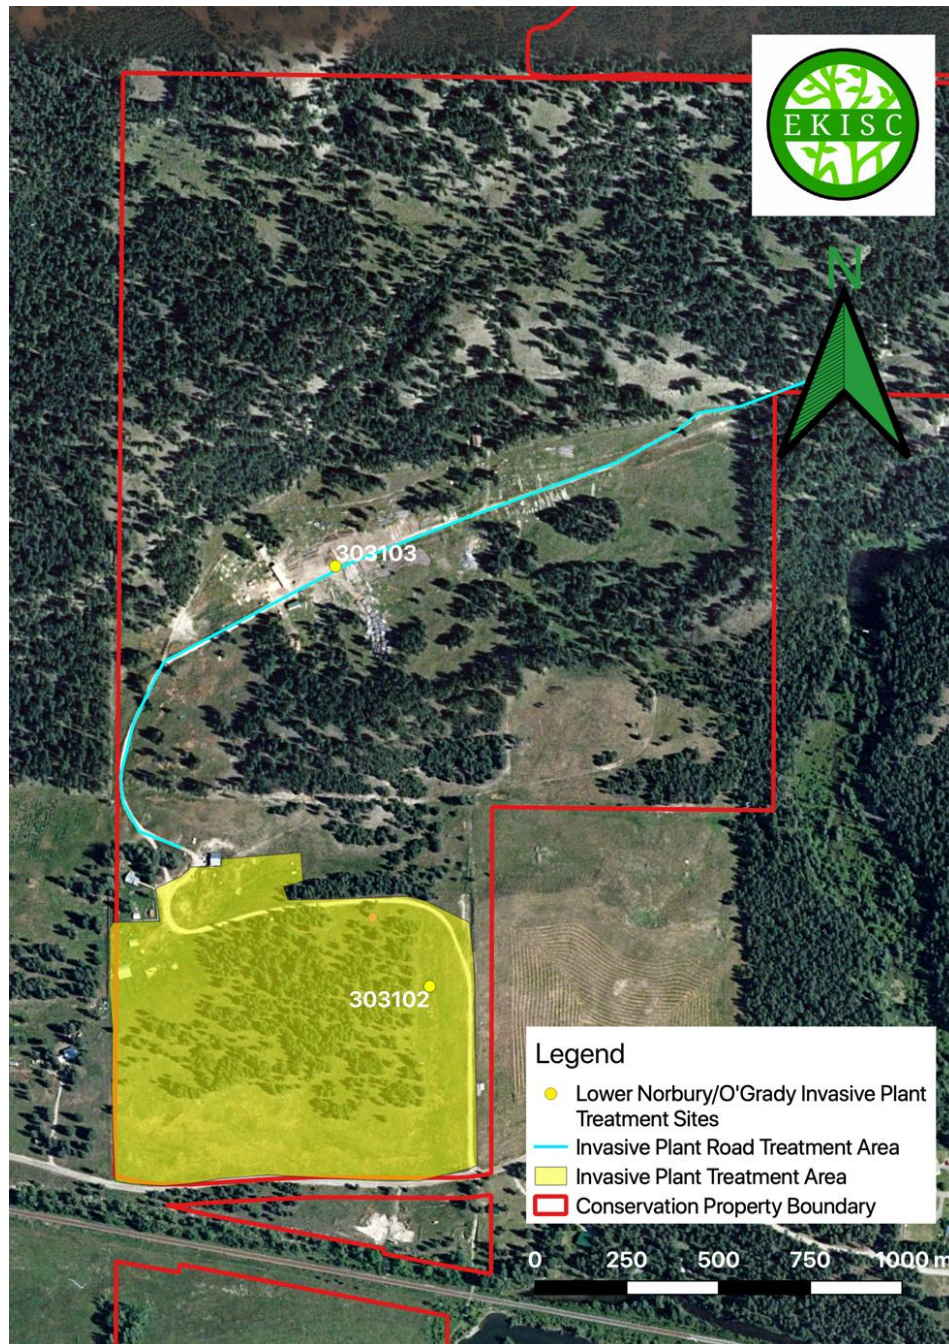 EKISC
N
303103
303102
Legend
Lower Norbury/O'Grady Invasive Plant
Treatment Sites
Invasive Plant Road Treatment Area
Invasive Plant Treatment Area
Conservation Property Boundary
0 250 500 750 1000 m